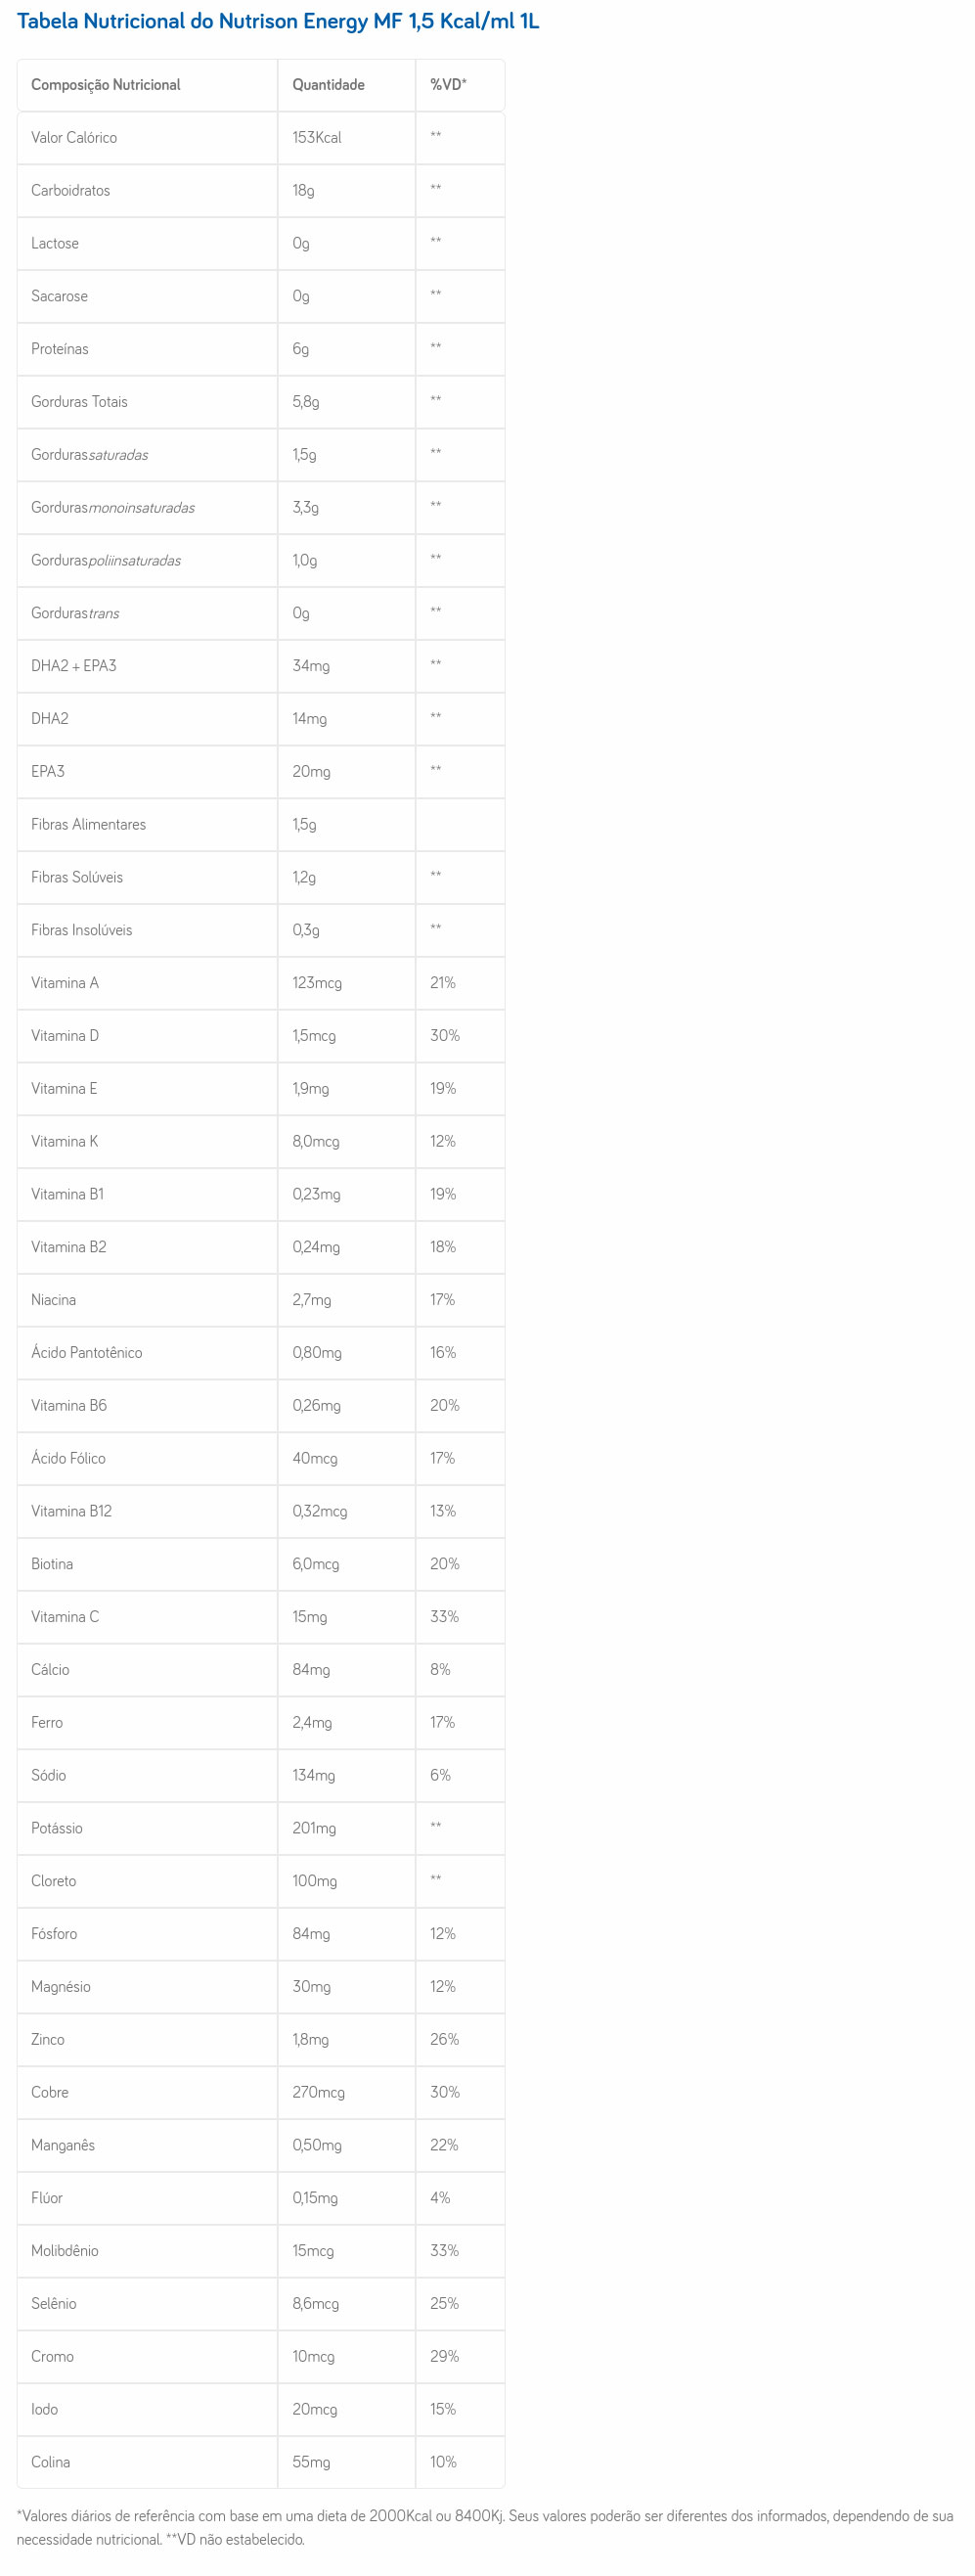 Tabela Nutricional do Nutrison Energy MF 1,5 Kcal/ml 1L
Composição Nutricional Quantidade %VD*
Valor Calórico 153Kcal **
Carboidratos 18g **
Lactose 0g **
Sacarose 0g **
Proteínas 6g **
Gorduras Totais 5,8g **
Gordurassaturadas 1,5g **
Gordurasmonoinsaturadas 3,3g **
Forduraspoliinsaturadas 1,0g **
Gordurastrans 0g **
DHA2 + EPA3 34mg **
DHA2 14mg **
EPA3 20mg **
Fibras Alimentares 1,5g
Fibras Solúveis 1,2g **
Fibras Insolúveis 0,3g **
Vitamina A 123mcg 21%
Vitamina D 1,5mcg 30%
Vitamina E 1,9mg 19%
Vitamina K 8,0mcg 12%
Vitamina B1 0,23mg 19%
Vitamina B2 0,24mg 18%
Niacina 2,7mg 17%
Ácido Pantotênico 0,80mg 16%
Vitamina B6 0,26mg 20%
Ácido Fólico 40mcg 17%
Vitamina B12 0,32mcg 13%
Biotina 6,0mcg 20%
Vitamina C 15mg 33%
Cálcio 84mg 8%
Ferro 2,4mg 17%
Sódio 134mg 6%
Potássio 201mg **
Cloreto 100mg **
Fósforo 84mg 12%
Magnésio 30mg 12%
Zinco 1,8mg 26%
Cobre 270mcg 30%
Manganês 0,50mg 22%
Flúor 0,15mg 4%
Molibdênio 15mcg 33%
Selênio 8,6mcg 25%
Cromo 10mcg 29%
Iodo 20mcg 15%
Colina 55mg 10%
*Valores diários de referência com base em uma dieta de 2000Kcal ou 8400Kj. Seus valores poderão ser diferentes dos informados, dependendo de sua
necessidade nutricional. **VD não estabelecido.